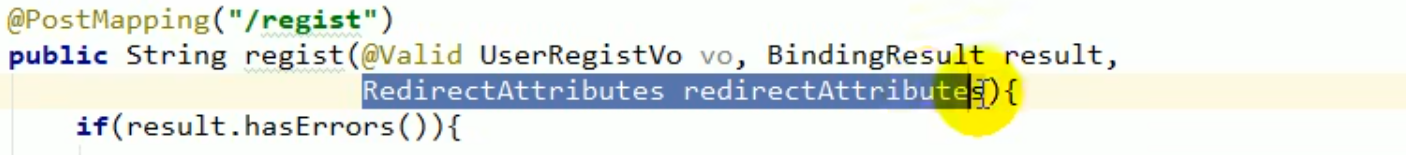 @PostMapping("/regist")
public String regist(@Valid UserRegistVo vo, BindingResult result,
RedirectAttributes redirectAttributes){
if(result.hasErrors()){